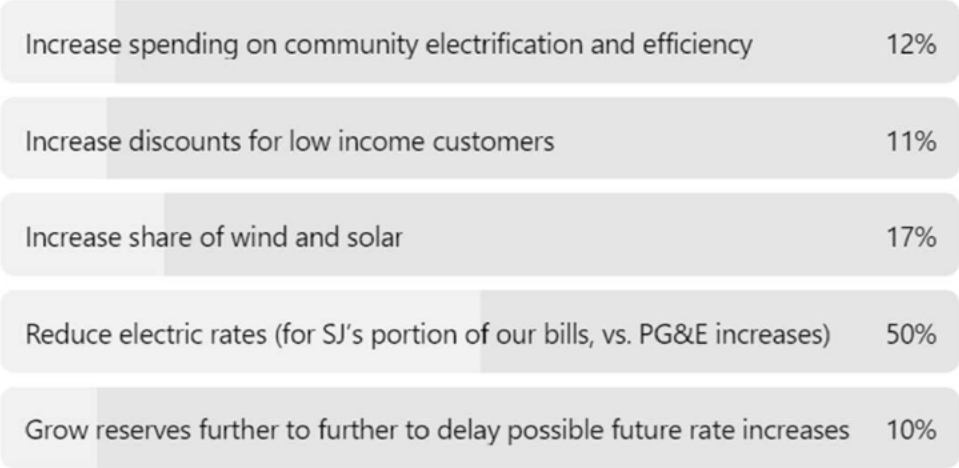 Increase spending on community electrification and efficiency 12%
Increase discounts for low income customers 11%
Increase share of wind and solar 17%
Reduce electric rates (for SJ’s portion of our bills, vs. PG&E increases) 50%
Grow reserves further to further to delay possible future rate increases 10%